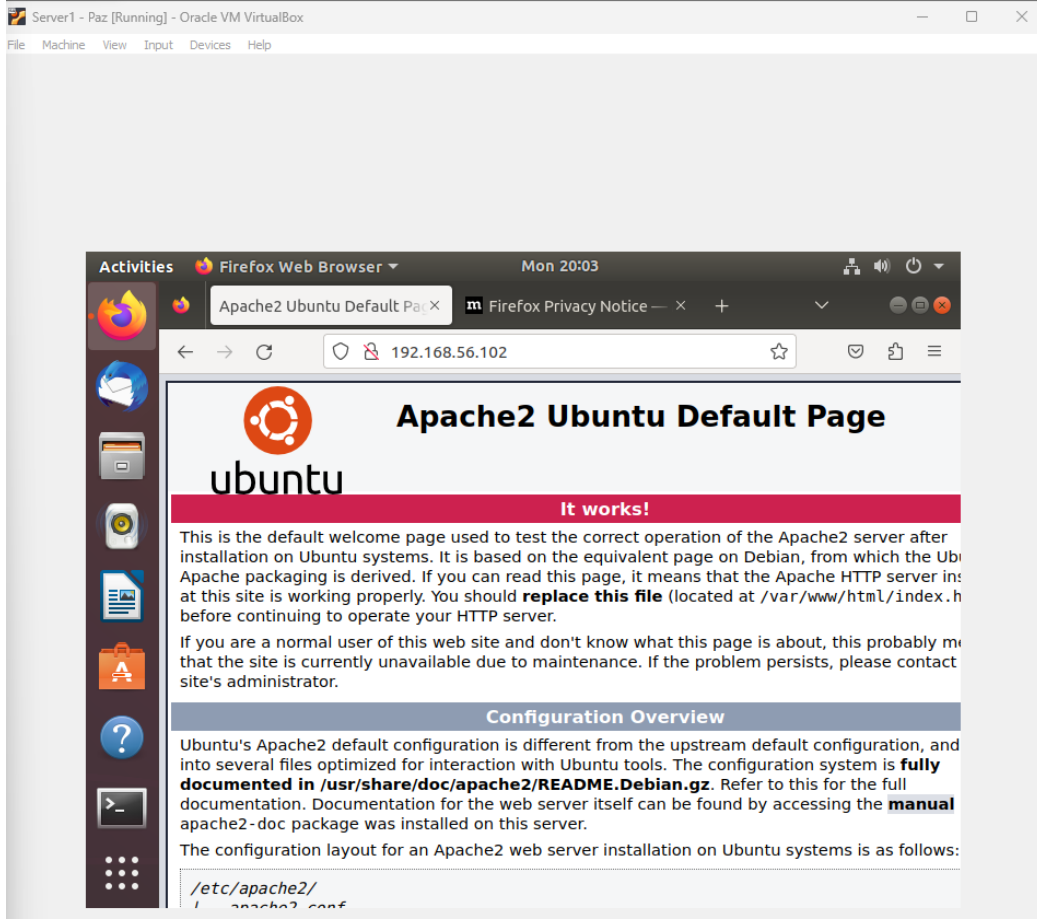 Server1 - Paz [Running] - Oracle VM VirtualBox
File Machine View Input Devices Help
Activities Firefox Web Browser Mon 20:03
Apache2 Ubuntu Default Pag Firefox Privacy Notice —
192.168.56.102
ubuntu
Apache2 Ubuntu Default Page
It works!
This is the default welcome page used to test the correct operation of the Apache2 server after
installation on Ubuntu systems. It is based on the equivalent page on Debian, from which the Ubu
Apache packaging is derived. If you can read this page, it means that the Apache HTTP server ins
at this site is working properly. You should replace this file (located at /var/www/html/index.h
before continuing to operate your HTTP server.
If you are a normal user of this web site and don't know what this page is about, this probably me
that the site is currently unavailable due to maintenance. If the problem persists, please contact
site's administrator.
Configuration Overview
Ubuntu's Apache2 default configuration is different from the upstream default configuration, and
into several files optimized for interaction with Ubuntu tools. The configuration system is fully
documented in /usr/share/doc/apache2/README.Debian.gz. Refer to this for the full
documentation. Documentation for the web server itself can be found by accessing the manual
apache2-doc package was installed on this server.
The configuration layout for an Apache2 web server installation on Ubuntu systems is as follows:
/etc/apache2/
apache2.conf